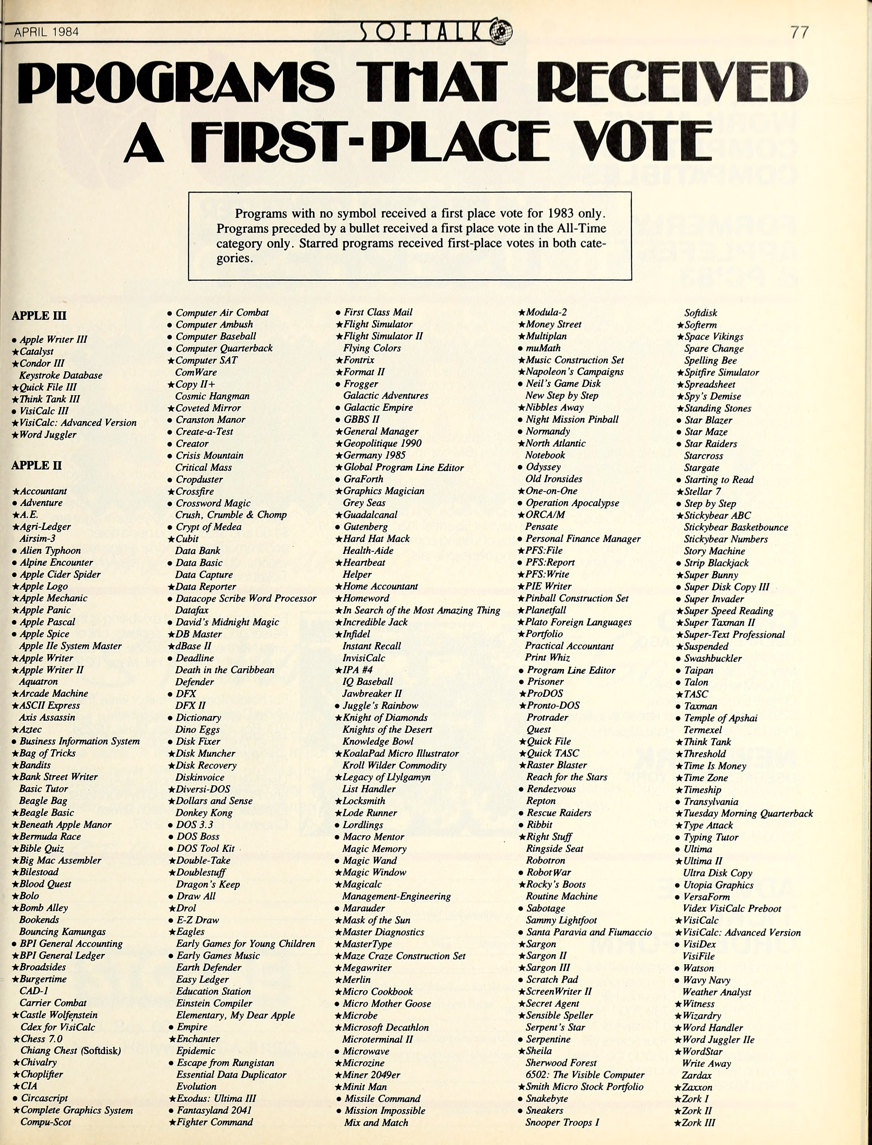 APRIL 1984
SOFTALK
77
PROGRAMS THAT RECEIVED
A FIRST-PLACE VOTE
Programs with no symbol received a first place vote for 1983 only.
Programs preceded by a bullet received a first place vote in the All-Time
category only. Starred programs received first-place votes in both cate-
gories.
APPLE III
• Apple Writer III
★Catalyst
★Condor III
Keystroke Database
★Quick File III
★Think Tank III
• VisiCalc III
★VisiCalc: Advanced Version
★Word Juggler
APPLE II
★Accountant
• Adventure
★A.E.
★Agri-Ledger
Airsim-3
• Alien Typhoon
• Alpine Encounter
• Apple Cider Spider
★Apple Logo
★Apple Mechanic
★Apple Panic
• Apple Pascal
• Apple Spice
Apple IIe System Master
★Apple Writer
★Apple Writer II
Aquatron
★Arcade Machine
★ASCII Express
Axis Assassin
★Aztec
• Business Information System
★Bag of Tricks
★Bandits
★Bank Street Writer
Basic Tutor
Beagle Bag
★Beagle Basic
★Beneath Apple Manor
★Bermuda Race
★Bible Quiz
★Big Mac Assembler
★Bilestoad
★Blood Quest
★Bolo
★Bomb Alley
Bookends
Bouncing Kamungas
• BPI General Accounting
★BPI General Ledger
★Broadsides
★Burgertime
CAD-1
Carrier Combat
★Castle Wolfenstein
Cdex for VisiCalc
★Chess 7.0
Chiang Chest (Softdisk)
★Chivalry
★Choplifter
★CIA
• Circascript
★Complete Graphics System
Compu-Scot
• Computer Air Combat
• Computer Ambush
• Computer Baseball
• Computer Quarterback
★Computer SAT
ComWare
★Copy II+
Cosmic Hangman
★Coveted Mirror
• Cranston Manor
• Create-a-Test
• Creator
• Crisis Mountain
Critical Mass
• Cropduster
★Crossfire
• Crossword Magic
Crush, Crumble & Chomp
• Crypt of Medea
★Cubit
Data Bank
• Data Basic
Data Capture
★Data Reporter
• Datacope Scribe Word Processor
Datafax
• David's Midnight Magic
★DB Master
★dBase II
• Deadline
Death in the Caribbean
Defender
• DFX
DFX II
• Dictionary
Dino Eggs
• Disk Fixer
★Disk Muncher
★Disk Recovery
Diskinvoice
★Diversi-DOS
★Dollars and Sense
Donkey Kong
• DOS 3.3
• DOS Boss
• DOS Tool Kit
★Double-Take
★Doublestuff
Dragon's Keep
• Draw All
★Drol
• E-Z Draw
★Eagles
Early Games for Young Children
• Early Games Music
Earth Defender
Easy Ledger
Education Station
Einstein Compiler
Elementary, My Dear Apple
• Empire
★Enchanter
Epidemic
• Escape from Rungistan
Essential Data Duplicator
Evolution
★Exodus: Ultima III
• Fantasyland 2041
★Fighter Command
• First Class Mail
★Flight Simulator
★Flight Simulator II
Flying Colors
★Fontrix
★Format II
• Frogger
Galactic Adventures
• Galactic Empire
• GBBS II
★General Manager
★Geopolitique 1990
★Germany 1985
★Global Program Line Editor
• GraForth
★Graphics Magician
Grey Seas
★Guadalcanal
• Gutenberg
★Hard Hat Mack
Health-Aide
★Heartbeat
Helper
★Home Accountant
★Homeword
★In Search of the Most Amazing Thing
★Incredible Jack
★Infidel
Instant Recall
InvisiCalc
★IPA #4
IQ Baseball
Jawbreaker II
• Juggle's Rainbow
★Knight of Diamonds
Knights of the Desert
Knowledge Bowl
★KoalaPad Micro Illustrator
Kroll Wilder Commodity
★Legacy of Llylgamyn
List Handler
★Locksmith
★Lode Runner
• Lordlings
• Macro Mentor
Magic Memory
• Magic Wand
★Magic Window
★Magicalc
Management-Engineering
• Marauder
★Mask of the Sun
★Master Diagnostics
★MasterType
★Maze Craze Construction Set
★Megawriter
★Merlin
• Micro Cookbook
• Micro Mother Goose
★Microbe
★Microsoft Decathlon
Microterminal II
• Microwave
★Microzine
★Miner 2049er
★Minit Man
• Missile Command
• Mission Impossible
Mix and Match
★Modula-2
★Money Street
★Multiplan
• muMath
★Music Construction Set
★Napoleon's Campaigns
• Neil's Game Disk
New Step by Step
★Nibbles Away
• Night Mission Pinball
• Normandy
★North Atlantic
Notebook
• Odyssey
Old Ironsides
★One-on-One
• Operation Apocalypse
★ORCA/M
Pensate
• Personal Finance Manager
★PFS:File
• PFS:Report
★PFS:Write
★PIE Writer
★Pinball Construction Set
★Planetfall
★Plato Foreign Languages
★Portfolio
Practical Accountant
Print Whiz
• Program Line Editor
• Prisoner
★ProDOS
★Pronto-DOS
Protrader
Quest
★Quick File
★Quick TASC
★Raster Blaster
Reach for the Stars
• Rendezvous
Repton
• Rescue Raiders
• Ribbit
★Right Stuff
Ringside Seat
Robotron
• RobotWar
★Rocky's Boots
Routine Machine
• Sabotage
Sammy Lightfoot
• Santa Paravia and Fiumaccio
★Sargon
★Sargon II
★Sargon III
• Scratch Pad
★ScreenWriter II
★Secret Agent
★Sensible Speller
Serpent's Star
• Serpentine
★Sheila
Sherwood Forest
6502: The Visible Computer
★Smith Micro Stock Portfolio
• Snakebyte
• Sneakers
Snooper Troops I
Softdisk
★Softerm
★Space Vikings
Spare Change
Spelling Bee
★Spitfire Simulator
★Spreadsheet
★Spy's Demise
★Standing Stones
• Star Blazer
• Star Maze
• Star Raiders
Starcross
Stargate
• Starting to Read
★Stellar 7
• Step by Step
★Stickybear ABC
Stickybear Basketbounce
Stickybear Numbers
Story Machine
• Strip Blackjack
★Super Bunny
• Super Disk Copy III
• Super Invader
★Super Speed Reading
★Super Taxman II
★Super-Text Professional
★Suspended
• Swashbuckler
• Taipan
• Talon
★TASC
• Taxman
• Temple of Apshai
Termexel
★Think Tank
★Threshold
★Time Is Money
★Time Zone
★Timeship
• Transylvania
★Tuesday Morning Quarterback
★Type Attack
• Typing Tutor
• Ultima
★Ultima II
Ultra Disk Copy
• Utopia Graphics
• VersaForm
Videx VisiCalc Preboot
★VisiCalc
★VisiCalc: Advanced Version
• VisiDex
VisiFile
• Watson
• Wavy Navy
Weather Analyst
★Witness
★Wizardry
★Word Handler
★Word Juggler IIe
★WordStar
Write Away
Zardax
★Zaxxon
★Zork I
★Zork II
★Zork III